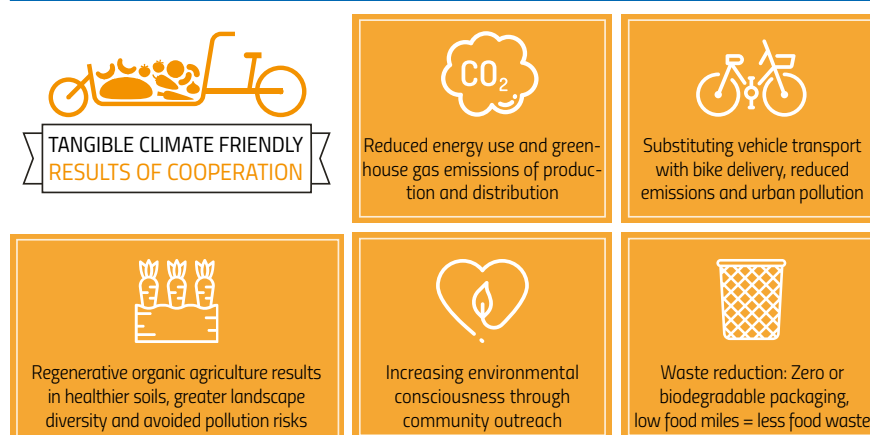 TANGIBLE CLIMATE FRIENDLY
RESULTS OF COOPERATION
CO₂
Reduced energy use and green-
house gas emissions of produc-
tion and distribution
Substituting vehicle transport
with bike delivery, reduced
emissions and urban pollution
Regenerative organic agriculture results
in healthier soils, greater landscape
diversity and avoided pollution risks
Increasing environmental
consciousness through
community outreach
Waste reduction: Zero or
biodegradable packaging,
low food miles = less food waste